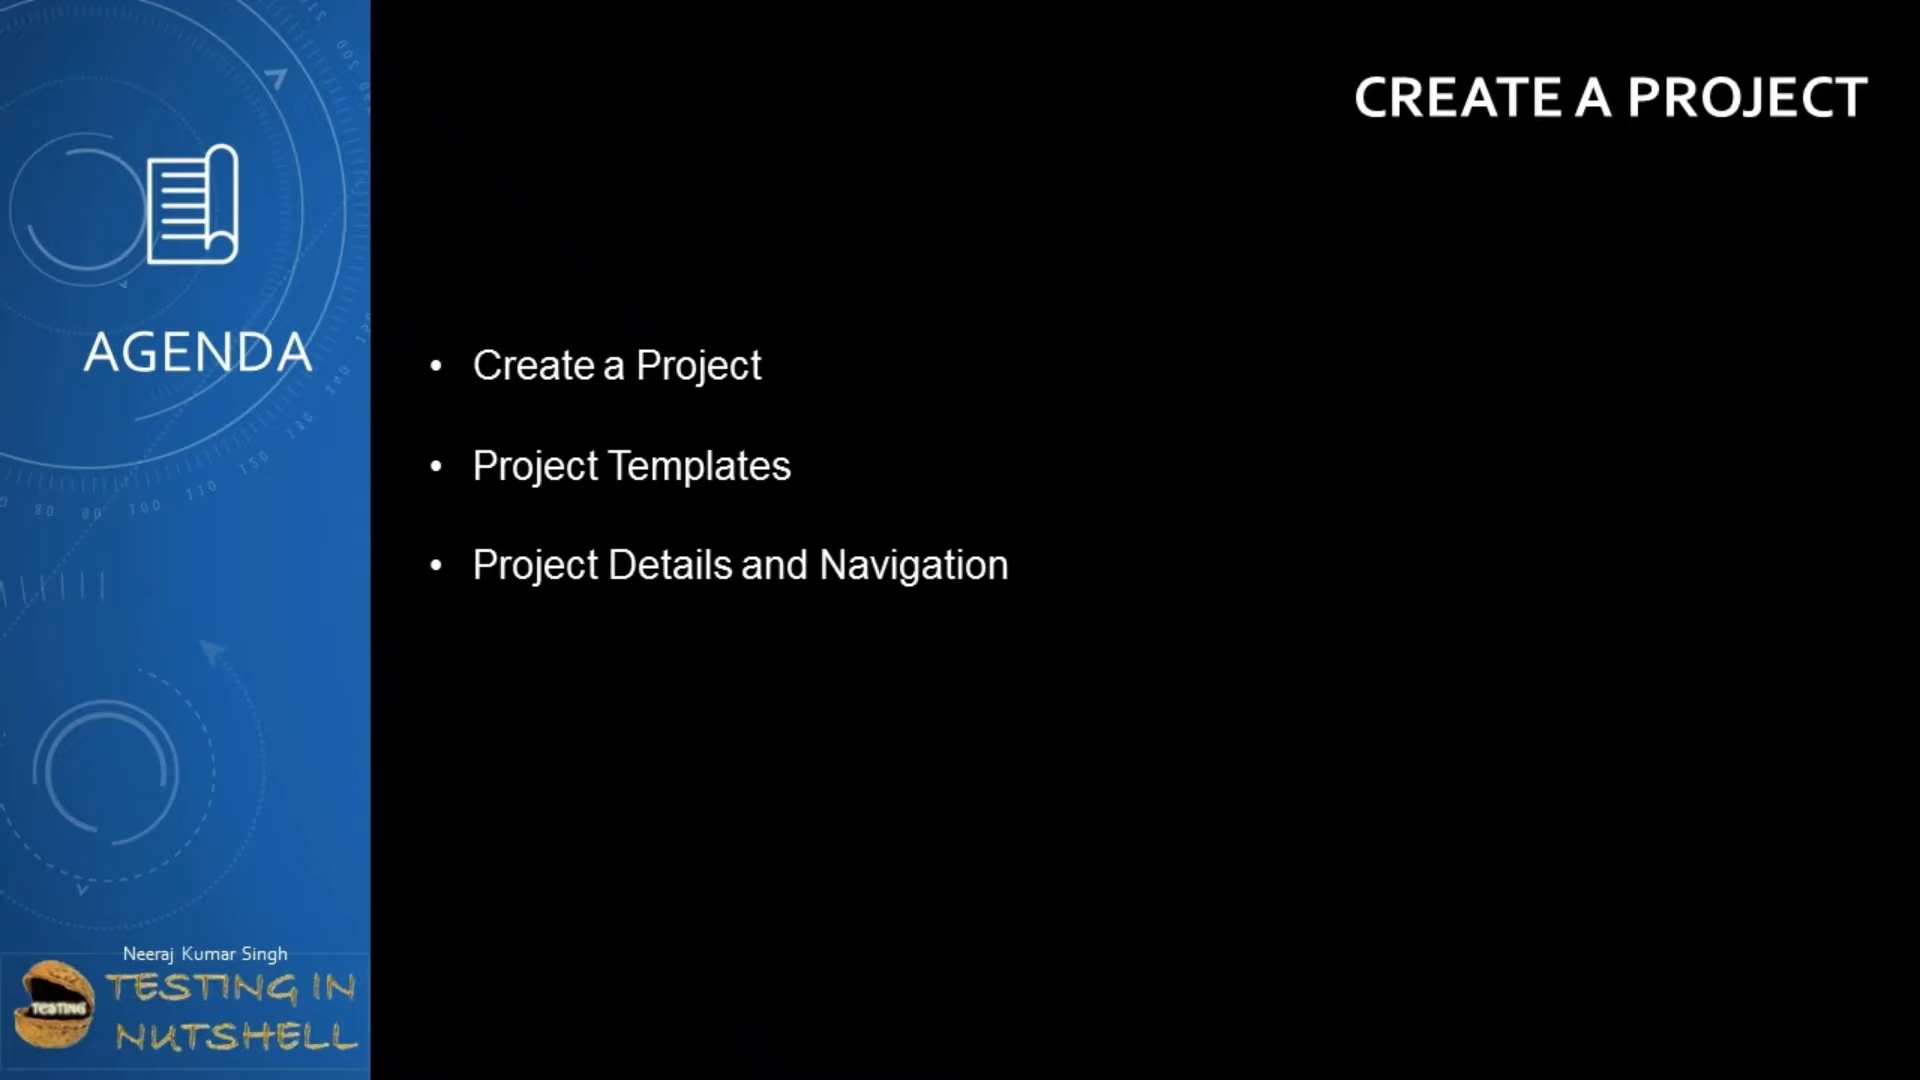 CREATE A PROJECT
AGENDA
• Create a Project
• Project Templates
• Project Details and Navigation
Neeraj Kumar Singh
TESTING IN
NUTSHELL
TESTING